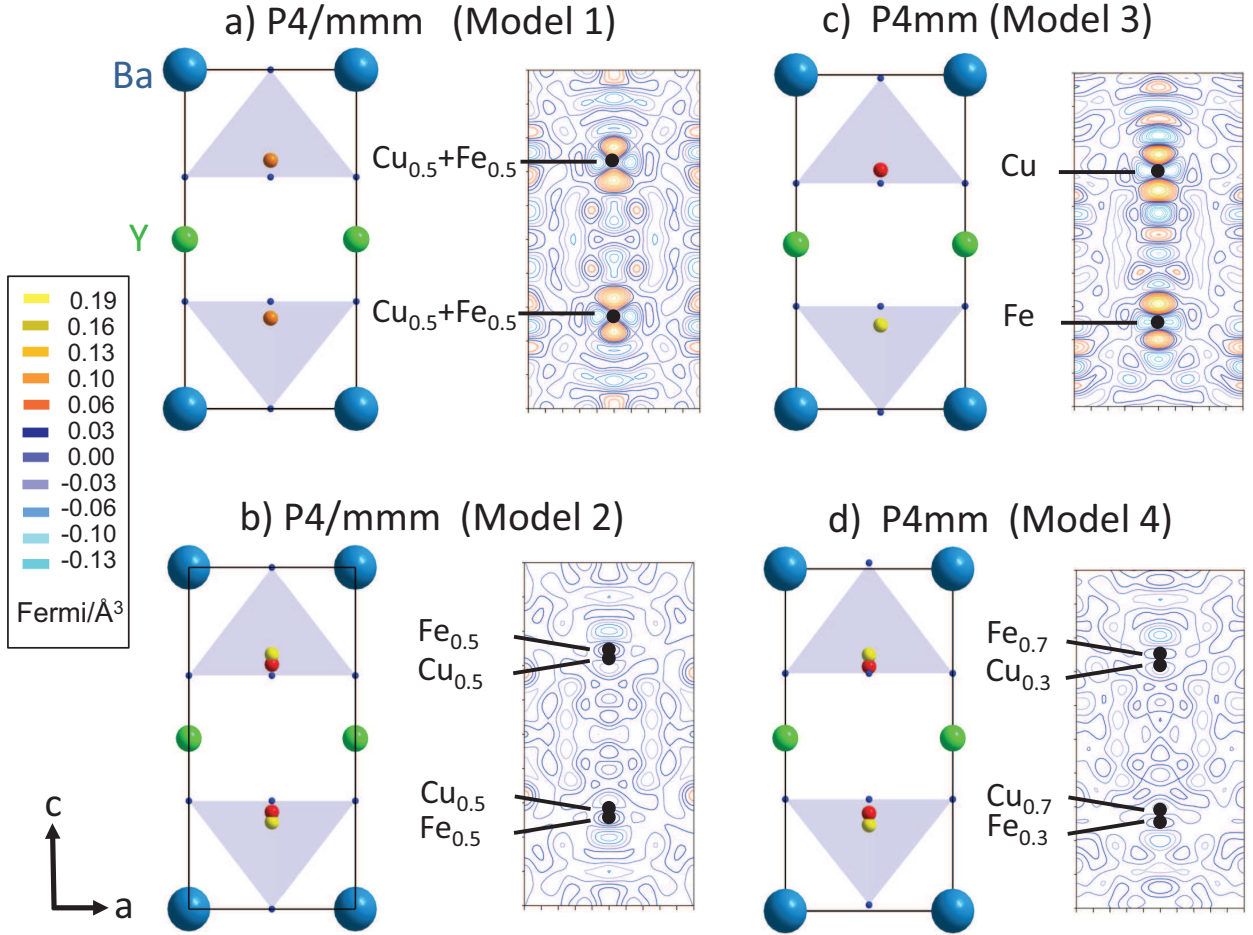 a) P4/mmm (Model 1)
c) P4mm (Model 3)
Ba
Cu0.5+Fe0.5
Cu
Y
Cu0.5+Fe0.5
Fe
0.19
0.16
0.13
0.10
0.06
0.03
0.00
-0.03
-0.06
-0.10
-0.13
Fermi/Å³
b) P4/mmm (Model 2)
d) P4mm (Model 4)
Fe0.5
Cu0.5
Fe0.7
Cu0.3
Cu0.5
Fe0.5
Cu0.7
Fe0.3
c
a